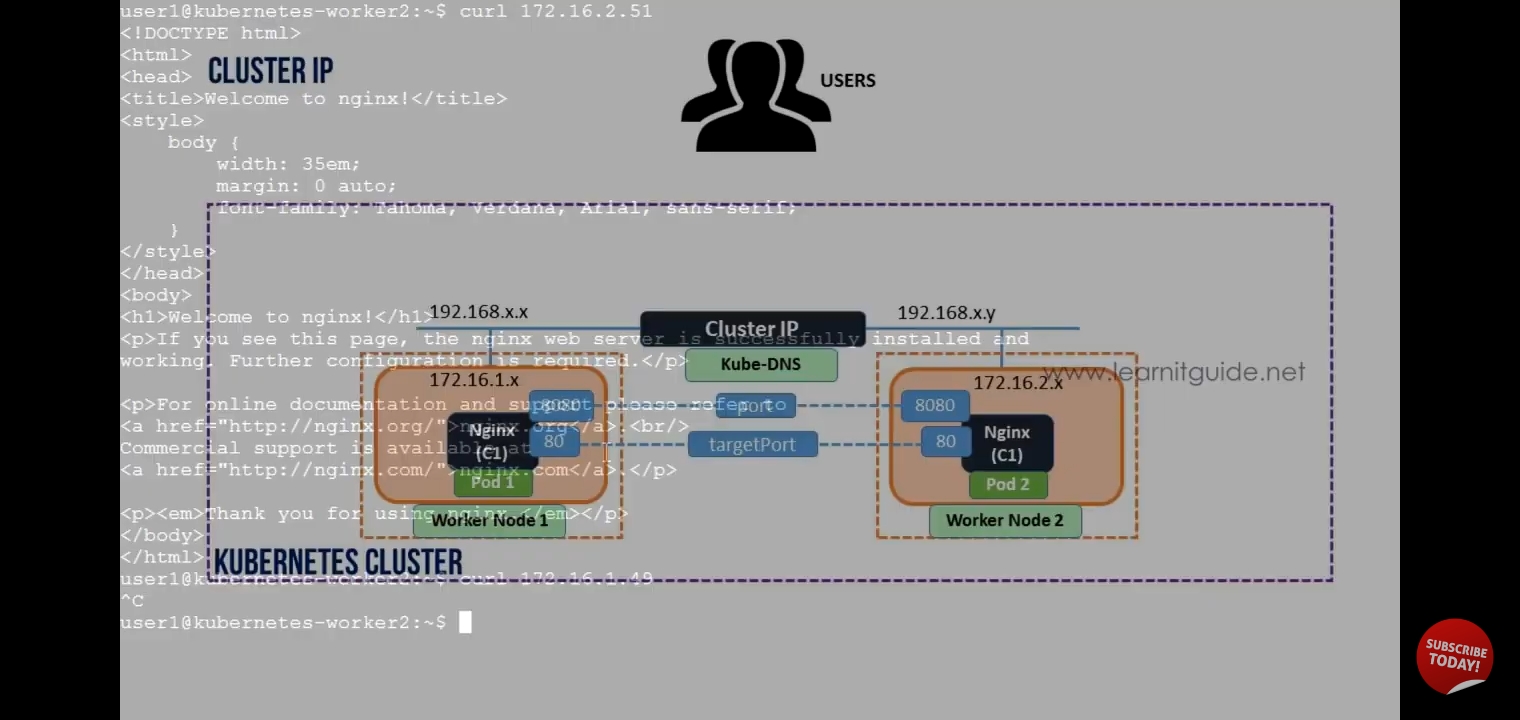 user1@kubernetes-worker2:~$ curl 172.16.2.51
<!DOCTYPE html>
<html>
<head>
<title>Welcome to nginx!</title>
<style>
body {
width: 35em;
margin: 0 auto;
font-family: Tahoma, Verdana, Arial, sans-serif;
}
</style>
</head>
<body>
<h1>Welcome to nginx!</h1>
<p>If you see this page, the nginx web server is successfully installed and
working. Further configuration is required.</p>
<p>For online documentation and support please refer to
<a href="http://nginx.org/">nginx.org</a>.<br/>
Commercial support is available at
<a href="http://nginx.com/">nginx.com</a>.</p>
<p><em>Thank you for using nginx.</em></p>
</body>
</html>
user1@kubernetes-worker2:~$ curl 172.16.1.49
^C
user1@kubernetes-worker2:~$
CLUSTER IP
USERS
192.168.x.x
Cluster IP
192.168.x.y
Kube-DNS
172.16.1.x
172.16.2.x
www.learnitguide.net
8080
port
8080
Nginx
(C1)
80
targetPort
80
Nginx
(C1)
Pod 1
Pod 2
Worker Node 1
Worker Node 2
KUBERNETES CLUSTER
SUBSCRIBE
TODAY!